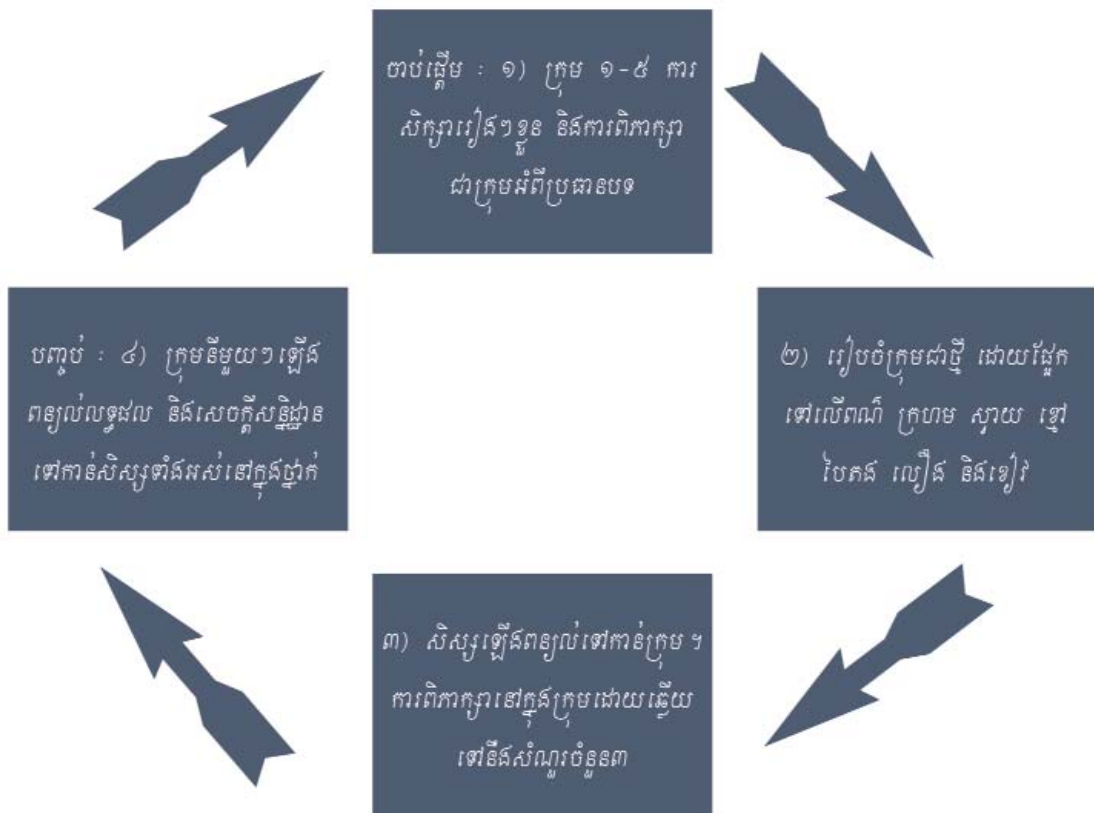 ចាប់ផ្តើម : ១) ក្រុម ១-៥ ការ
សិក្សារៀងៗខ្លួន និងការពិភាក្សា
ជាក្រុមអំពីប្រធានបទ
២) រៀបចំក្រុមជាថ្មី ដោយផ្អែក
ទៅលើពណ៌ ក្រហម ស្វាយ ខ្មៅ
បៃតង លឿង និងខៀវ
៣) សិស្សឡើងពន្យល់ទៅកាន់ក្រុម ។
ការពិភាក្សានៅក្នុងក្រុមដោយឆ្លើយ
ទៅនឹងសំណួរចំនួន៣
បញ្ចប់ : ៤) ក្រុមនីមួយៗឡើង
ពន្យល់លទ្ធផល និងសេចក្តីសន្និដ្ឋាន
ទៅកាន់សិស្សទាំងអស់នៅក្នុងថ្នាក់